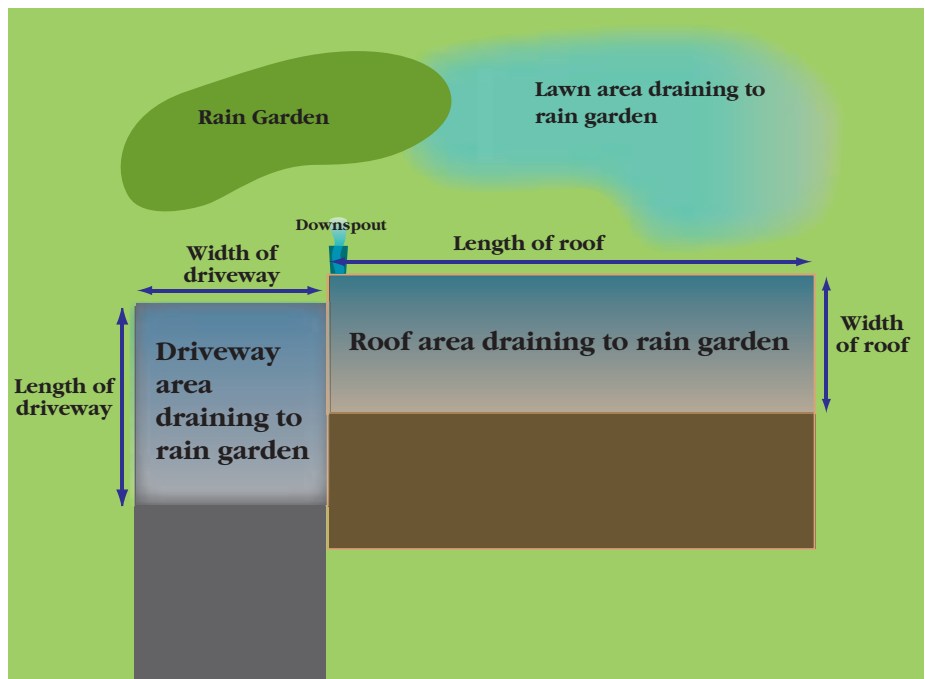 Rain Garden
Lawn area draining to
rain garden
Downspout
Width of
driveway
Length of roof
Driveway
area
draining to
rain garden
Roof area draining to rain garden
Width
of roof
Length of
driveway